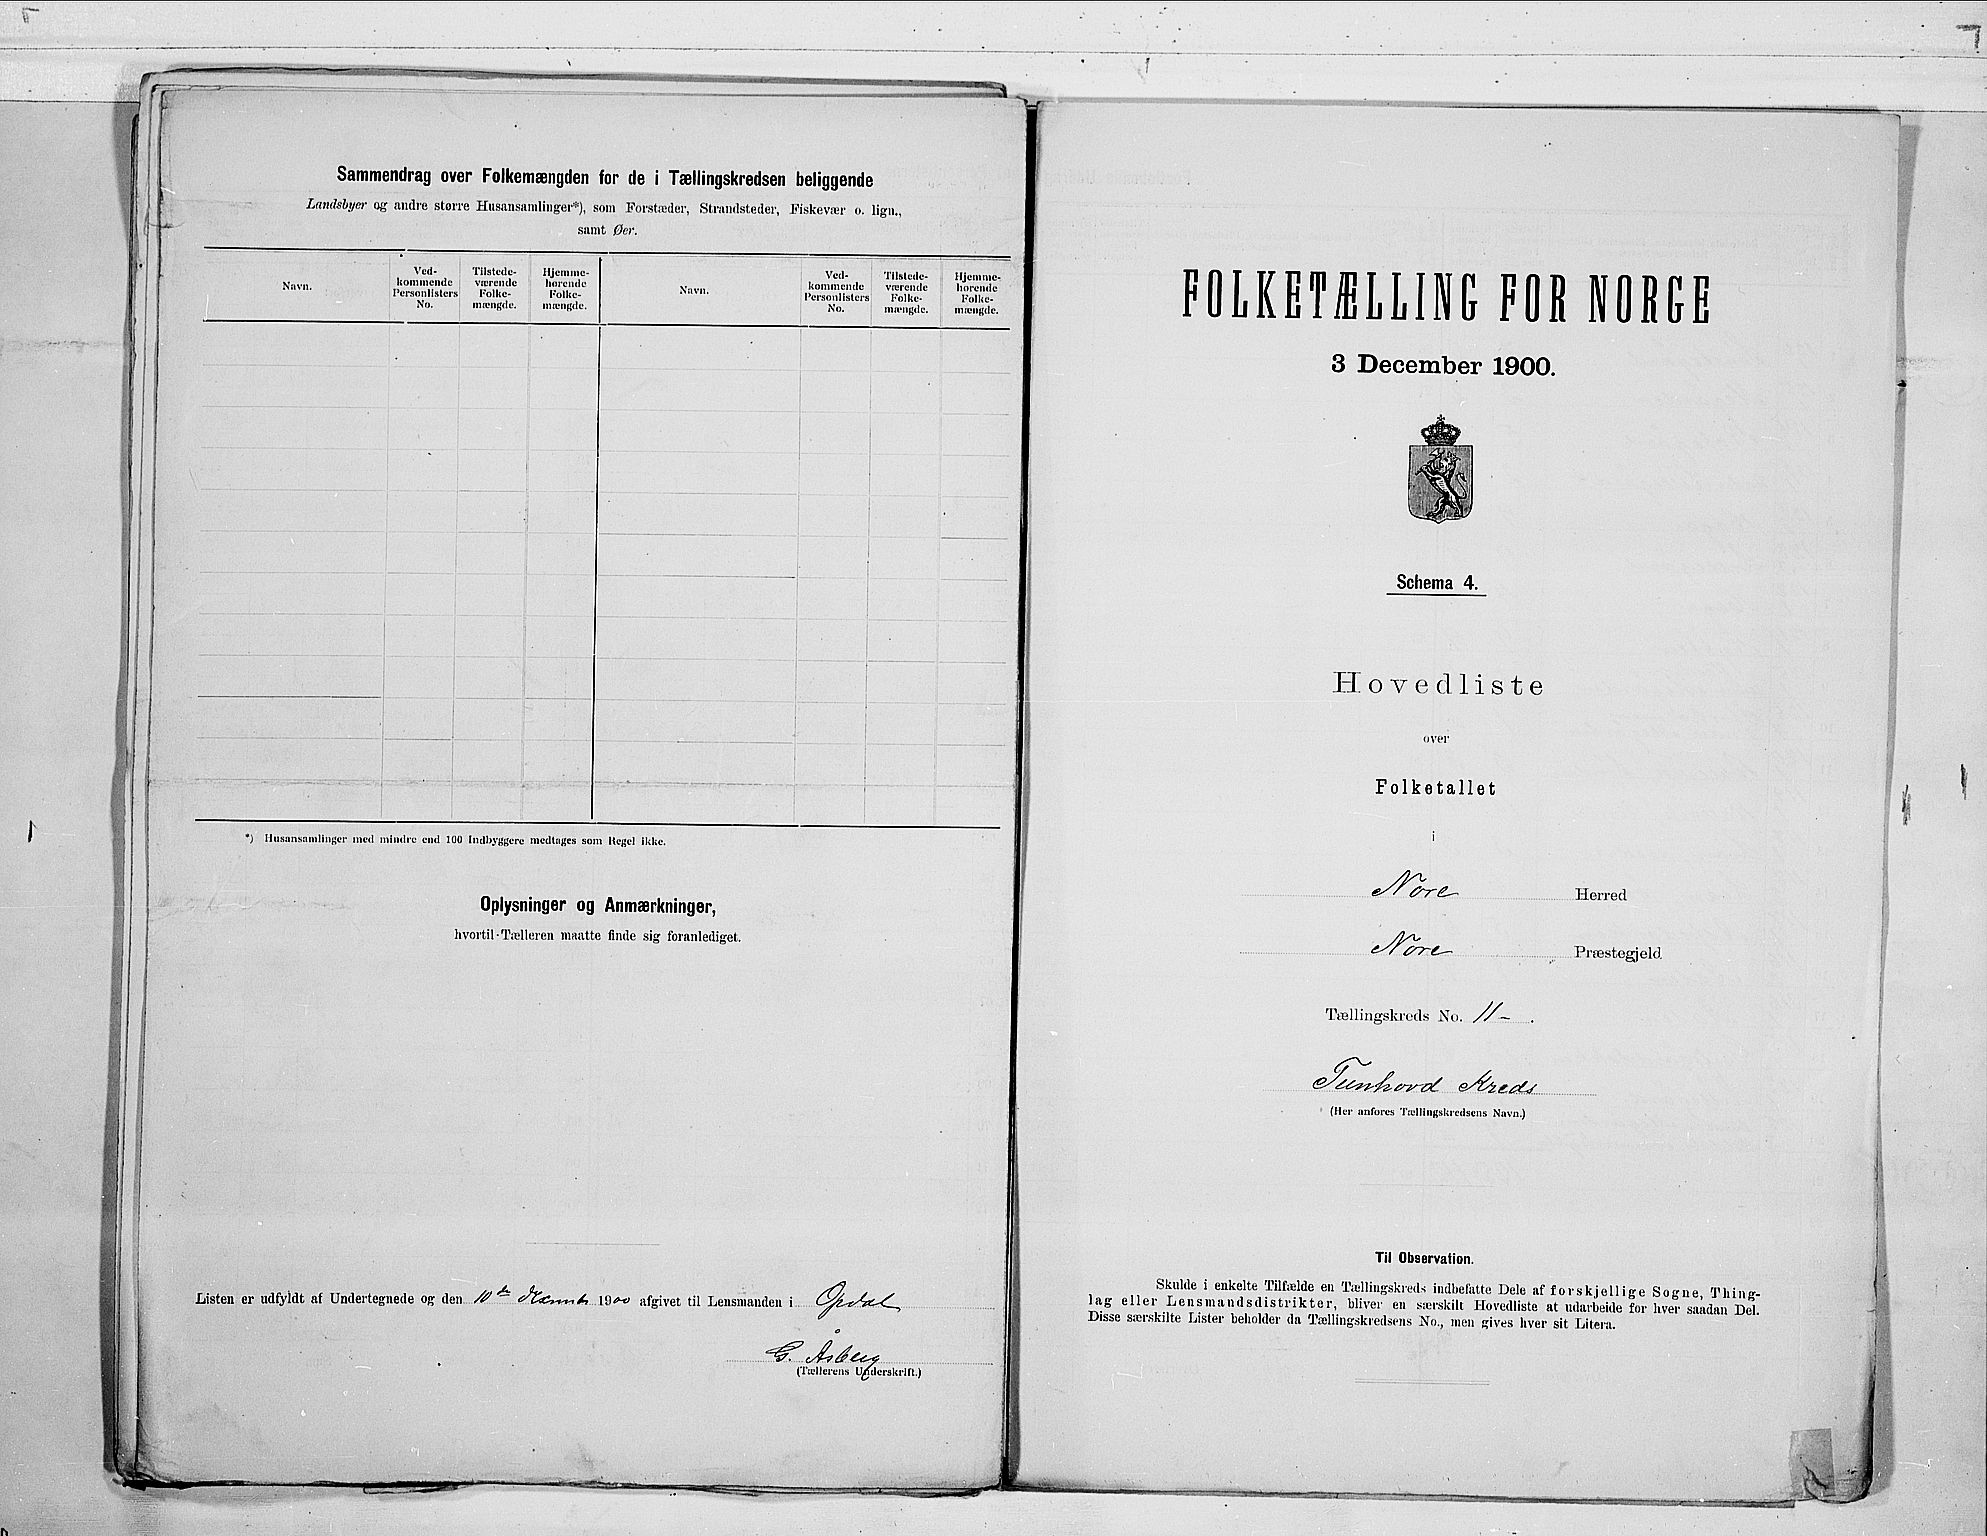 Sammendrag over Folkemængden for de i Tællingskredsen beliggende
Landsbyer og andre større Husansamlinger*), som Forstæder, Strandsteder, Fiskevær o. lign.,
samt Øer.
Navn. Ved-kommende Personlisters No. Tilstede-værende Folke-mængde. Hjemme-hørende Folke-mængde. Navn. Ved-kommende Personlisters No. Tilstede-værende Folke-mængde. Hjemme-hørende Folke-mængde.
*) Husansamlinger med mindre end 100 Indbyggere medtages som Regel ikke.
Oplysninger og Anmærkninger,
hvortil Tælleren maatte finde sig foranlediget.
Listen er udfyldt af Undertegnede og den 10de December 1900 afgivet til Lensmanden i Opdal
G. Åsberg
(Tællerens Underskrift.)
FOLKETÆLLING FOR NORGE
3 December 1900.
Schema 4.
Hovedliste
over
Folketallet
i
Nore Herred
Nore Præstegjeld
Tællingskreds No. 11-.
Tunhovd Kreds
(Her anføres Tællingskredsens Navn.)
Til Observation.
Skulde i enkelte Tilfælde en Tællingskreds indbefatte Dele af forskjellige Sogne, Thing-
lag eller Lensmandsdistrikter, bliver en særskilt Hovedliste at udarbeide for hver saadan Del.
Disse særskilte Lister beholder da Tællingskredsens No., men gives hver sit Litera.